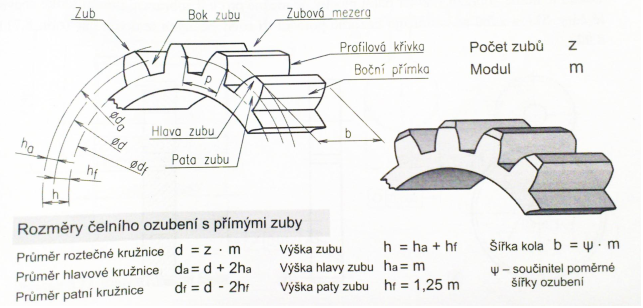 Zub
Bok zubu
Zubová mezera
Profilová křivka
Boční přímka
Počet zubů z
Modul m
p
Hlava zubu
Pata zubu
b
øda
ød
ødf
ha
hf
h
Rozměry čelního ozubení s přímými zuby
Průměr roztečné kružnice d = z · m
Průměr hlavové kružnice da = d + 2ha
Průměr patní kružnice df = d - 2hf
Výška zubu h = ha + hf
Výška hlavy zubu ha = m
Výška paty zubu hf = 1,25 m
Šířka kola b = ψ · m
ψ – součinitel poměrné
šířky ozubení